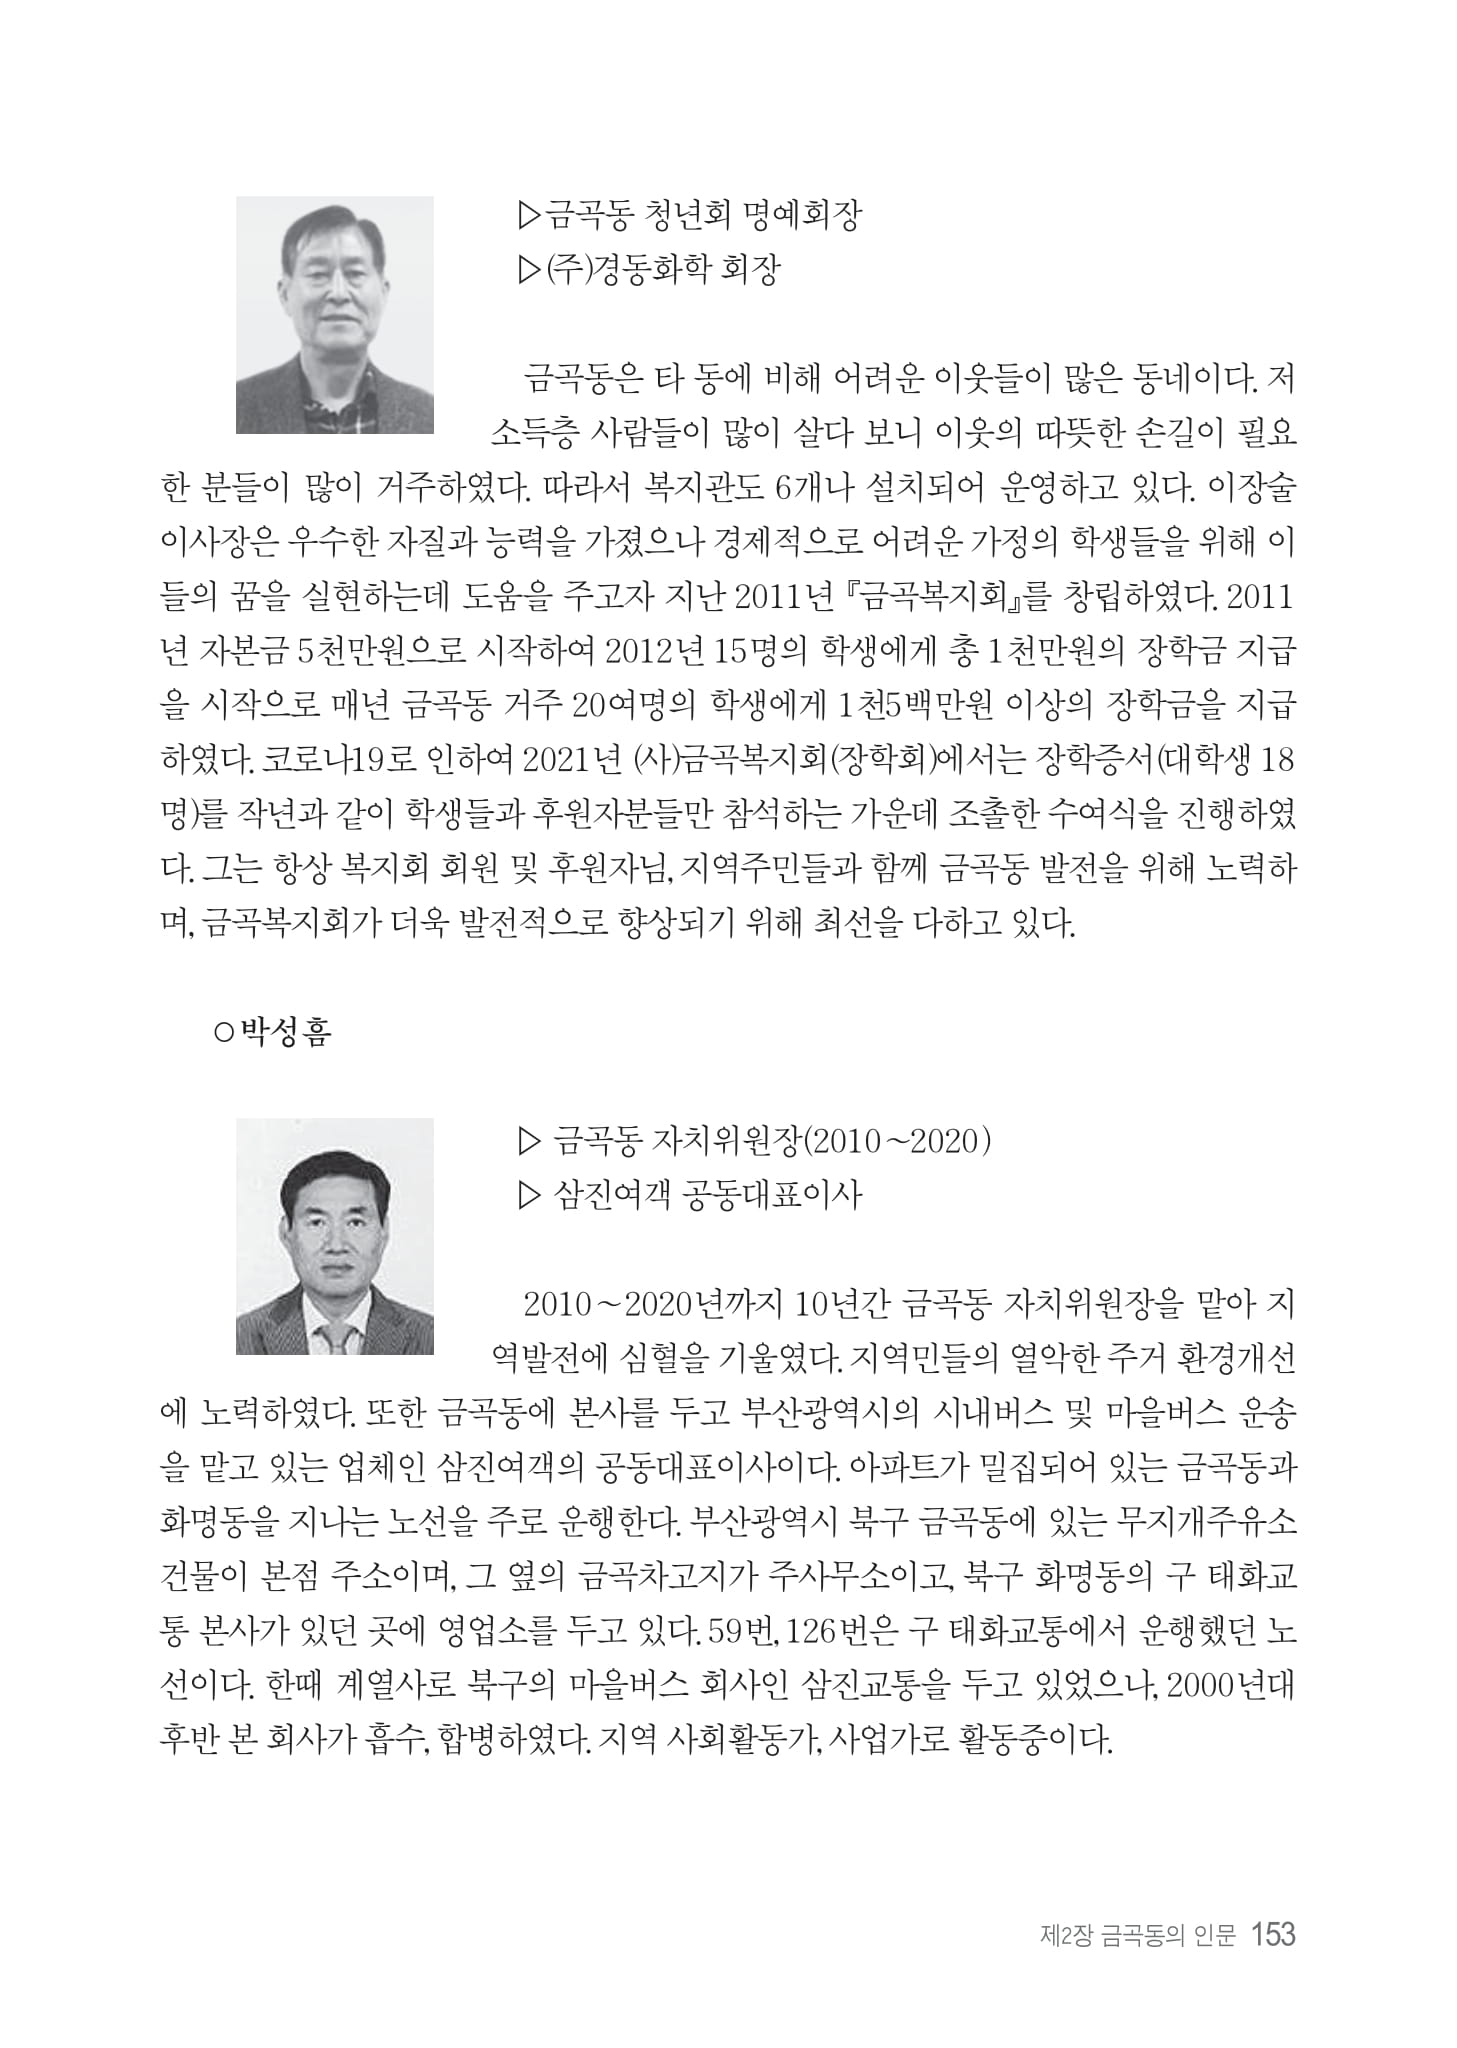 ▷금곡동 청년회 명예회장
▷(주)경동화학 회장
금곡동은 타 동에 비해 어려운 이웃들이 많은 동네이다. 저
소득층 사람들이 많이 살다 보니 이웃의 따뜻한 손길이 필요
한 분들이 많이 거주하였다. 따라서 복지관도 6개나 설치되어 운영하고 있다. 이장술
이사장은 우수한 자질과 능력을 가졌으나 경제적으로 어려운 가정의 학생들을 위해 이
들의 꿈을 실현하는데 도움을 주고자 지난 2011년 『금곡복지회』를 창립하였다. 2011
년 자본금 5천만원으로 시작하여 2012년 15명의 학생에게 총 1천만원의 장학금 지급
을 시작으로 매년 금곡동 거주 20여명의 학생에게 1천5백만원 이상의 장학금을 지급
하였다. 코로나19로 인하여 2021년 (사)금곡복지회(장학회)에서는 장학증서(대학생 18
명)를 작년과 같이 학생들과 후원자분들만 참석하는 가운데 조촐한 수여식을 진행하였
다. 그는 항상 복지회 회원 및 후원자님, 지역주민들과 함께 금곡동 발전을 위해 노력하
며, 금곡복지회가 더욱 발전적으로 향상되기 위해 최선을 다하고 있다.
○박성흠
▷ 금곡동 자치위원장(2010~2020)
▷ 삼진여객 공동대표이사
2010~2020년까지 10년간 금곡동 자치위원장을 맡아 지
역발전에 심혈을 기울였다. 지역민들의 열악한 주거 환경개선
에 노력하였다. 또한 금곡동에 본사를 두고 부산광역시의 시내버스 및 마을버스 운송
을 맡고 있는 업체인 삼진여객의 공동대표이사이다. 아파트가 밀집되어 있는 금곡동과
화명동을 지나는 노선을 주로 운행한다. 부산광역시 북구 금곡동에 있는 무지개주유소
건물이 본점 주소이며, 그 옆의 금곡차고지가 주사무소이고, 북구 화명동의 구 태화교
통 본사가 있던 곳에 영업소를 두고 있다. 59번, 126번은 구 태화교통에서 운행했던 노
선이다. 한때 계열사로 북구의 마을버스 회사인 삼진교통을 두고 있었으나, 2000년대
후반 본 회사가 흡수, 합병하였다. 지역 사회활동가, 사업가로 활동중이다.
제2장 금곡동의 인문 153